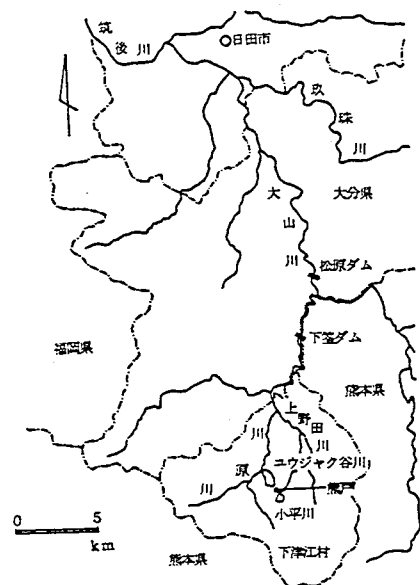 筑後川
日田市
玖珠川
大分県
大山川
松原ダム
下筌ダム
福岡県
熊本県
上野田川
川原川
ユウジャク谷川
熊戸
小平川
下津江村
熊本県
0 5
km